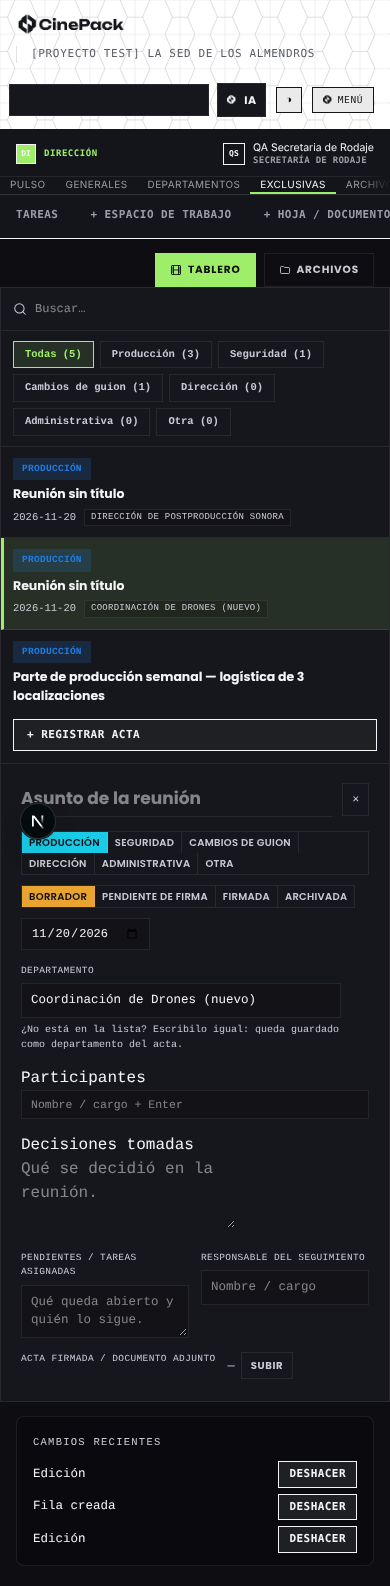 CinePack
[PROYECTO TEST] LA SED DE LOS ALMENDROS
IA
MENÚ
DI DIRECCIÓN
QS QA Secretaria de Rodaje
SECRETARÍA DE RODAJE
PULSO GENERALES DEPARTAMENTOS EXCLUSIVAS ARCHIV
TAREAS + ESPACIO DE TRABAJO + HOJA / DOCUMENTO
TABLERO ARCHIVOS
Buscar…
Todas (5) Producción (3) Seguridad (1)
Cambios de guion (1) Dirección (0)
Administrativa (0) Otra (0)
PRODUCCIÓN
Reunión sin título
2026-11-20 DIRECCIÓN DE POSTPRODUCCIÓN SONORA
PRODUCCIÓN
Reunión sin título
2026-11-20 COORDINACIÓN DE DRONES (NUEVO)
PRODUCCIÓN
Parte de producción semanal — logística de 3
localizaciones
+ REGISTRAR ACTA
Asunto de la reunión ×
N
PRODUCCIÓN SEGURIDAD CAMBIOS DE GUION
DIRECCIÓN ADMINISTRATIVA OTRA
BORRADOR PENDIENTE DE FIRMA FIRMADA ARCHIVADA
11/20/2026
DEPARTAMENTO
Coordinación de Drones (nuevo)
¿No está en la lista? Escribilo igual: queda guardado
como departamento del acta.
Participantes
Nombre / cargo + Enter
Decisiones tomadas
Qué se decidió en la
reunión.
PENDIENTES / TAREAS
ASIGNADAS
Qué queda abierto y
quién lo sigue.
RESPONSABLE DEL SEGUIMIENTO
Nombre / cargo
ACTA FIRMADA / DOCUMENTO ADJUNTO — SUBIR
CAMBIOS RECIENTES
Edición DESHACER
Fila creada DESHACER
Edición DESHACER